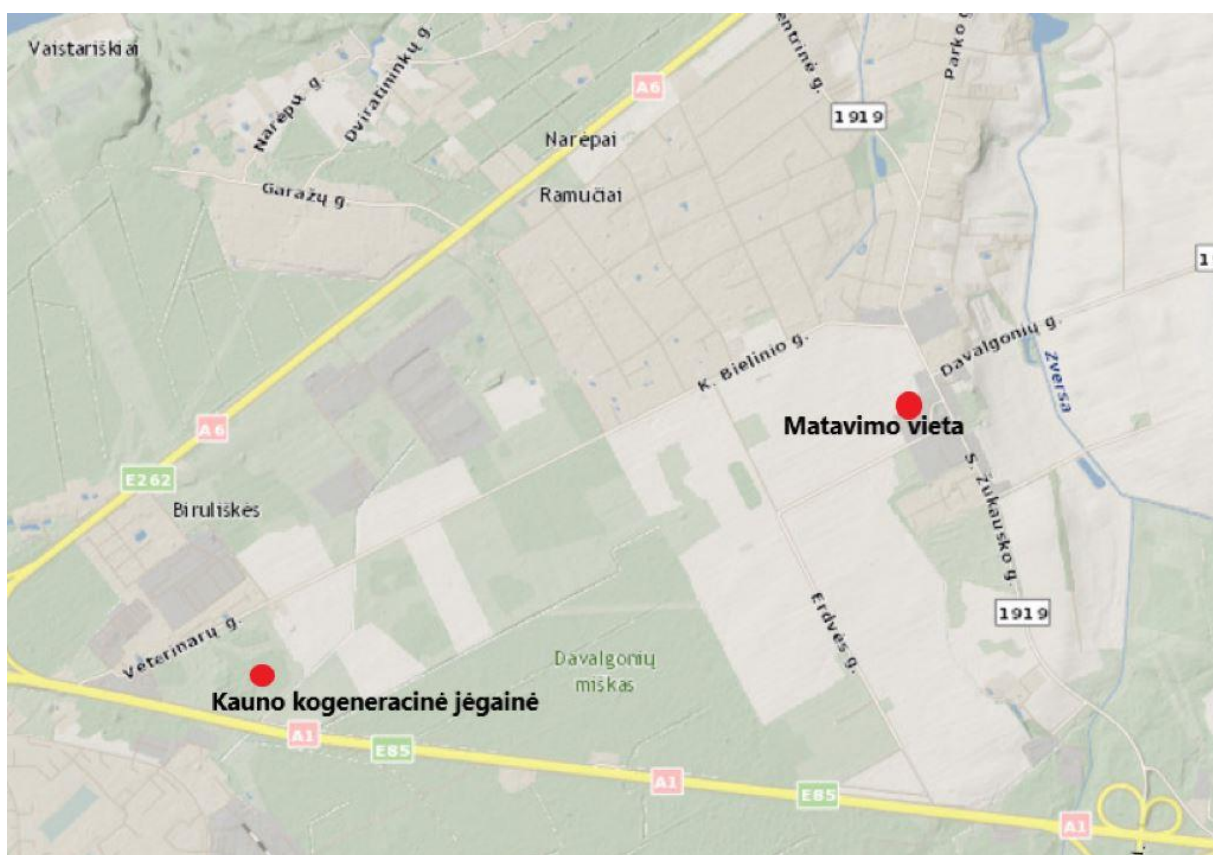 Vaistariškiai
Narėpų g.
Dviratininkų g.
Garažų g
A6
Narėpai
Ramučiai
entrinė g.
1919
Parko g
K. Bielinio g.
Davalgonių g.
Zversa
Matavimo vieta
S. Žukausko g.
A6
E262
Biruliškės
Veterinarų g.
Kauno kogeneracinė jėgainė
Davalgonių
miškas
Erdvės g.
1919
A1
E85
A1
E85
A1